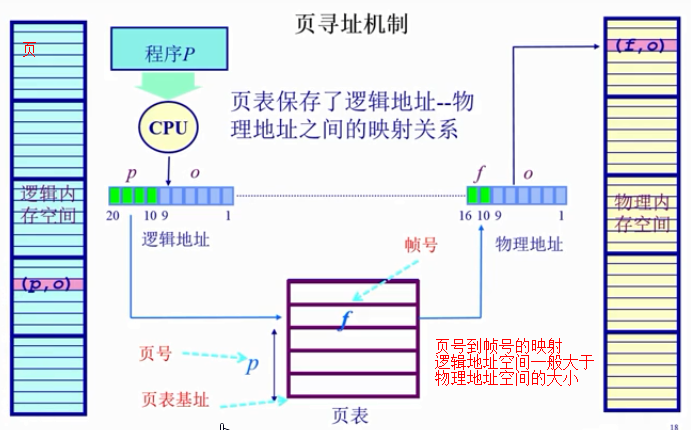 页寻址机制
页
程序P
CPU
页表保存了逻辑地址--物
理地址之间的映射关系
(f,o)
p o
f o
逻辑内
存空间
物理内
存空间
20 10 9 1
16 10 9 1
逻辑地址
物理地址
帧号
(p,o)
f
页号
p
页号到帧号的映射
逻辑地址空间一般大于
物理地址空间的大小
页表基址
页表
18